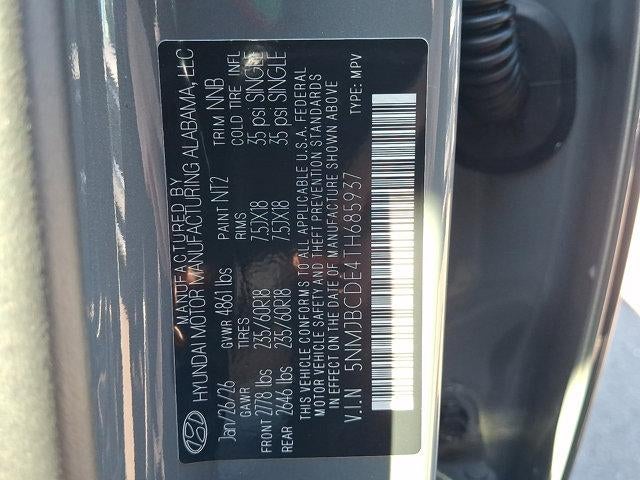 MANUFACTURED BY
HYUNDAI MOTOR MANUFACTURING ALABAMA, LLC
Jan/26/26 GVWR 4861 lbs PAINT NT2 TRIM NNB
GAWR TIRES RIMS COLD TIRE INFL
FRONT 2778 lbs 235/60R18 7.5JX18 35 psi SINGLE
REAR 2646 lbs 235/60R18 7.5JX18 35 psi SINGLE
THIS VEHICLE CONFORMS TO ALL APPLICABLE U.S.A. FEDERAL
MOTOR VEHICLE SAFETY AND THEFT PREVENTION STANDARDS
IN EFFECT ON THE DATE OF MANUFACTURE SHOWN ABOVE
V.I.N 5NMJBCDE4TH685937 TYPE: MPV